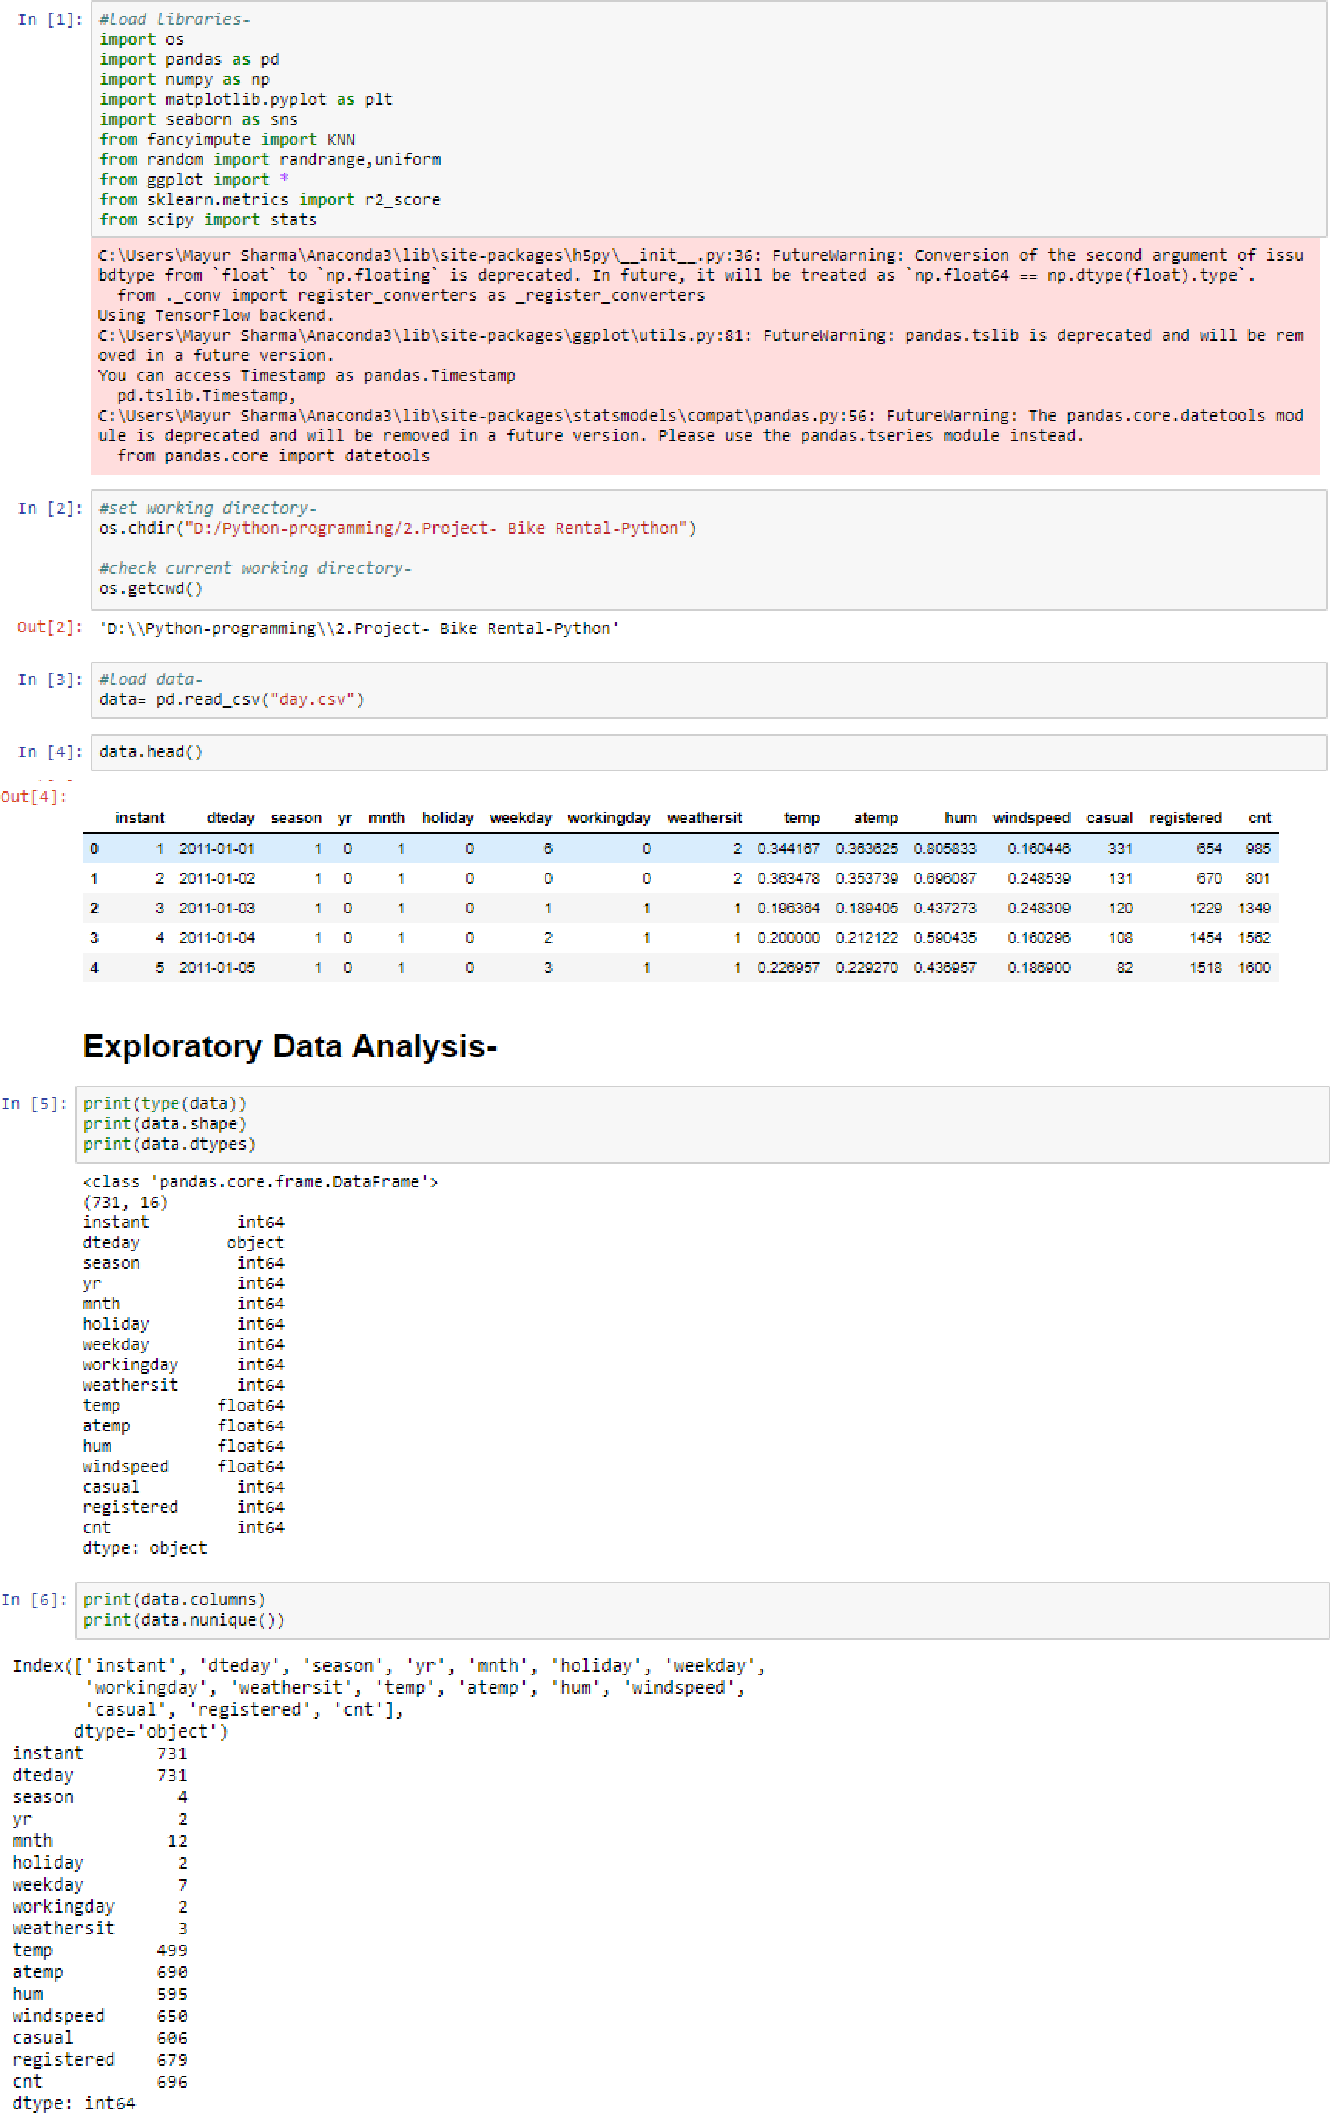 In [1]: #Load Libraries-
import os
import pandas as pd
import numpy as np
import matplotlib.pyplot as plt
import seaborn as sns
from fancyimpute import KNN
from random import randrange,uniform
from ggplot import *
from sklearn.metrics import r2_score
from scipy import stats
C:\Users\Mayur Sharma\Anaconda3\lib\site-packages\h5py\__init__.py:36: FutureWarning: Conversion of the second argument of issu
bdtype from `float` to `np.floating` is deprecated. In future, it will be treated as `np.float64 == np.dtype(float).type`.
from ._conv import register_converters as _register_converters
Using TensorFlow backend.
C:\Users\Mayur Sharma\Anaconda3\lib\site-packages\ggplot\utils.py:81: FutureWarning: pandas.tslib is deprecated and will be rem
oved in a future version.
You can access Timestamp as pandas.Timestamp
pd.tslib.Timestamp,
C:\Users\Mayur Sharma\Anaconda3\lib\site-packages\statsmodels\compat\pandas.py:56: FutureWarning: The pandas.core.datetools mod
ule is deprecated and will be removed in a future version. Please use the pandas.tseries module instead.
from pandas.core import datetools
In [2]: #set working directory-
os.chdir("D:/Python-programming/2.Project- Bike Rental-Python")
#check current working directory-
os.getcwd()
Out[2]: 'D:\\Python-programming\\2.Project- Bike Rental-Python'
In [3]: #Load data-
data= pd.read_csv("day.csv")
In [4]: data.head()
Out[4]:
instant dteday season yr mnth holiday weekday workingday weathersit temp atemp hum windspeed casual registered cnt
0 1 2011-01-01 1 0 1 0 6 0 2 0.344167 0.363625 0.805833 0.160446 331 654 985
1 2 2011-01-02 1 0 1 0 0 0 2 0.363478 0.353739 0.696087 0.248539 131 670 801
2 3 2011-01-03 1 0 1 0 1 1 1 0.196364 0.189405 0.437273 0.248309 120 1229 1349
3 4 2011-01-04 1 0 1 0 2 1 1 0.200000 0.212122 0.590435 0.160296 108 1454 1562
4 5 2011-01-05 1 0 1 0 3 1 1 0.226957 0.229270 0.436957 0.186900 82 1518 1600
Exploratory Data Analysis-
In [5]: print(type(data))
print(data.shape)
print(data.dtypes)
<class 'pandas.core.frame.DataFrame'>
(731, 16)
instant int64
dteday object
season int64
yr int64
mnth int64
holiday int64
weekday int64
workingday int64
weathersit int64
temp float64
atemp float64
hum float64
windspeed float64
casual int64
registered int64
cnt int64
dtype: object
In [6]: print(data.columns)
print(data.nunique())
Index(['instant', 'dteday', 'season', 'yr', 'mnth', 'holiday', 'weekday',
'workingday', 'weathersit', 'temp', 'atemp', 'hum', 'windspeed',
'casual', 'registered', 'cnt'],
dtype='object')
instant 731
dteday 731
season 4
yr 2
mnth 12
holiday 2
weekday 7
workingday 2
weathersit 3
temp 499
atemp 690
hum 595
windspeed 650
casual 606
registered 679
cnt 696
dtype: int64